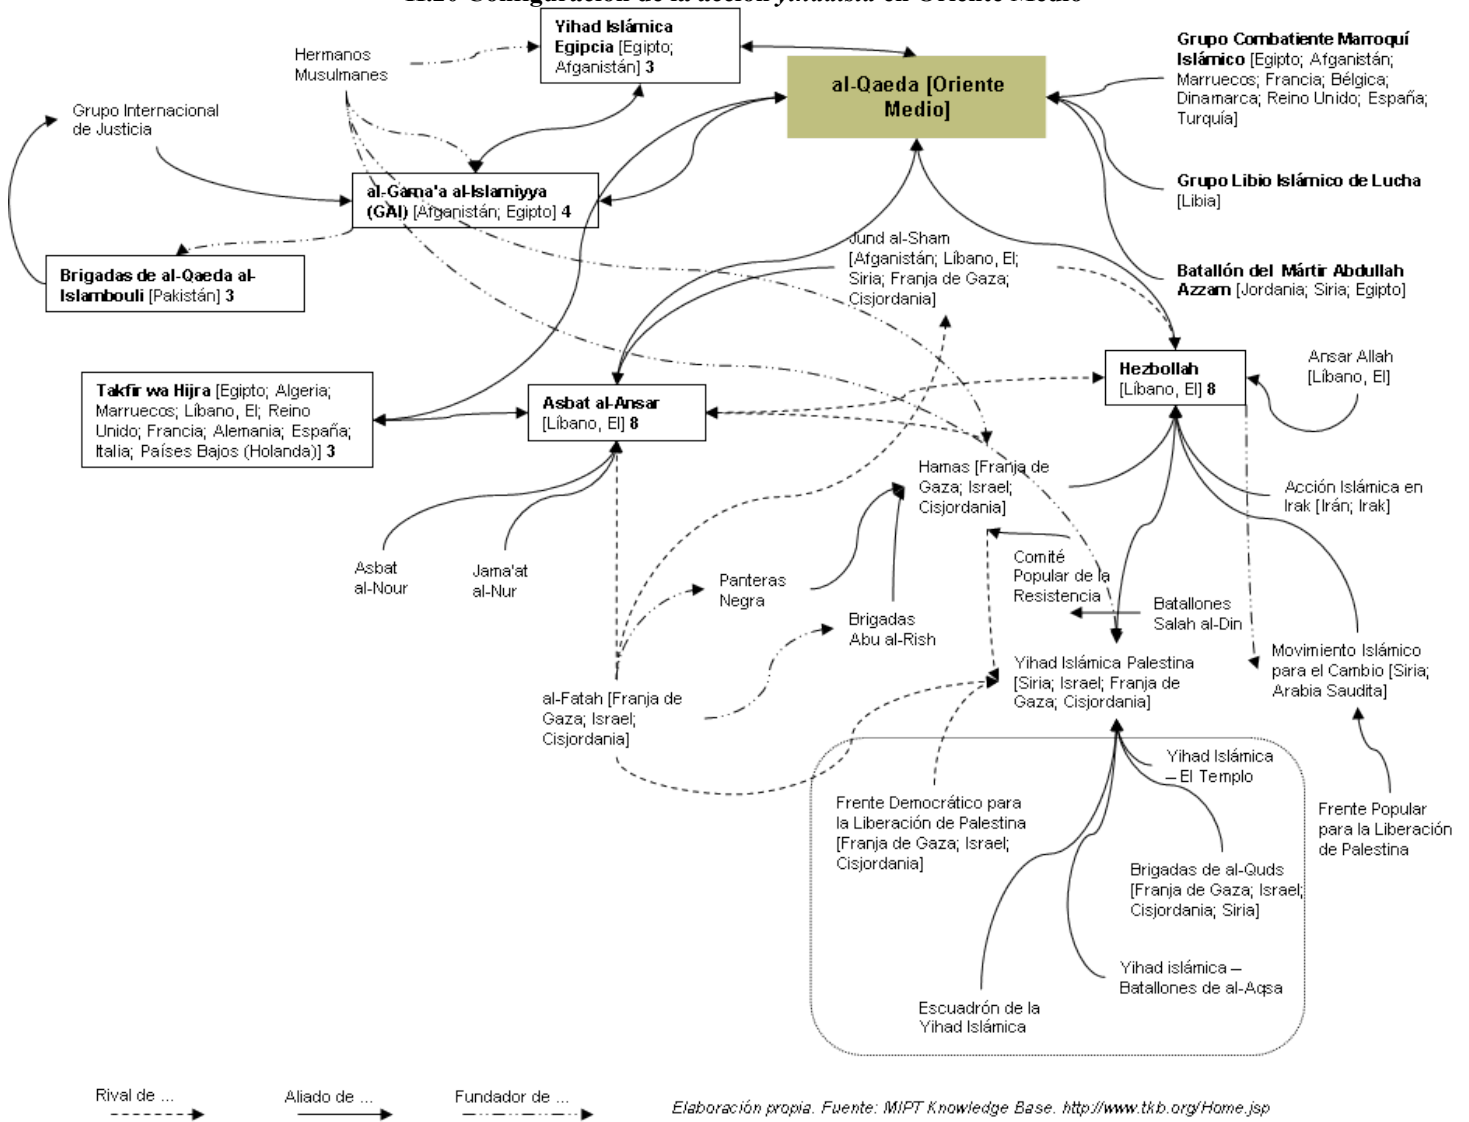 II.10 Configuración de la acción yihadista en Oriente Medio
Yihad Islámica
Egipcia [Egipto;
Afganistán] 3
Hermanos
Musulmanes
al-Qaeda [Oriente
Medio]
Grupo Combatiente Marroquí
Islámico [Egipto; Afganistán;
Marruecos; Francia; Bélgica;
Dinamarca; Reino Unido; España;
Turquía]
Grupo Internacional
de Justicia
al-Gama'a al-Islamiyya
(GAI) [Afganistán; Egipto] 4
Grupo Libio Islámico de Lucha
[Libia]
Jund al-Sham
[Afganistán; Líbano, El;
Siria; Franja de Gaza;
Cisjordania]
Brigadas de al-Qaeda al-
Islambouli [Pakistán] 3
Batallón del Mártir Abdullah
Azzam [Jordania; Siria; Egipto]
Hezbollah
[Líbano, El] 8
Ansar Allah
[Líbano, El]
Takfir wa Hijra [Egipto; Algeria;
Marruecos; Líbano, El; Reino
Unido; Francia; Alemania; España;
Italia; Países Bajos (Holanda)] 3
Asbat al-Ansar
[Líbano, El] 8
Hamas [Franja de
Gaza; Israel;
Cisjordania]
Acción Islámica en
Irak [Irán; Irak]
Asbat
al-Nour
Jama'at
al-Nur
Panteras
Negra
Comité
Popular de la
Resistencia
Brigadas
Abu al-Rish
Batallones
Salah al-Din
Yihad Islámica Palestina
[Siria; Israel; Franja de
Gaza; Cisjordania]
Movimiento Islámico
para el Cambio [Siria;
Arabia Saudita]
al-Fatah [Franja de
Gaza; Israel;
Cisjordania]
Yihad Islámica
– El Templo
Frente Democrático para
la Liberación de Palestina
[Franja de Gaza; Israel;
Cisjordania]
Frente Popular
para la Liberación
de Palestina
Brigadas de al-Quds
[Franja de Gaza; Israel;
Cisjordania; Siria]
Yihad islámica –
Batallones de al-Aqsa
Escuadrón de la
Yihad Islámica
Rival de ...
Aliado de ...
Fundador de ...
Elaboración propia. Fuente: MIPT Knowledge Base. http://www.tkb.org/Home.jsp